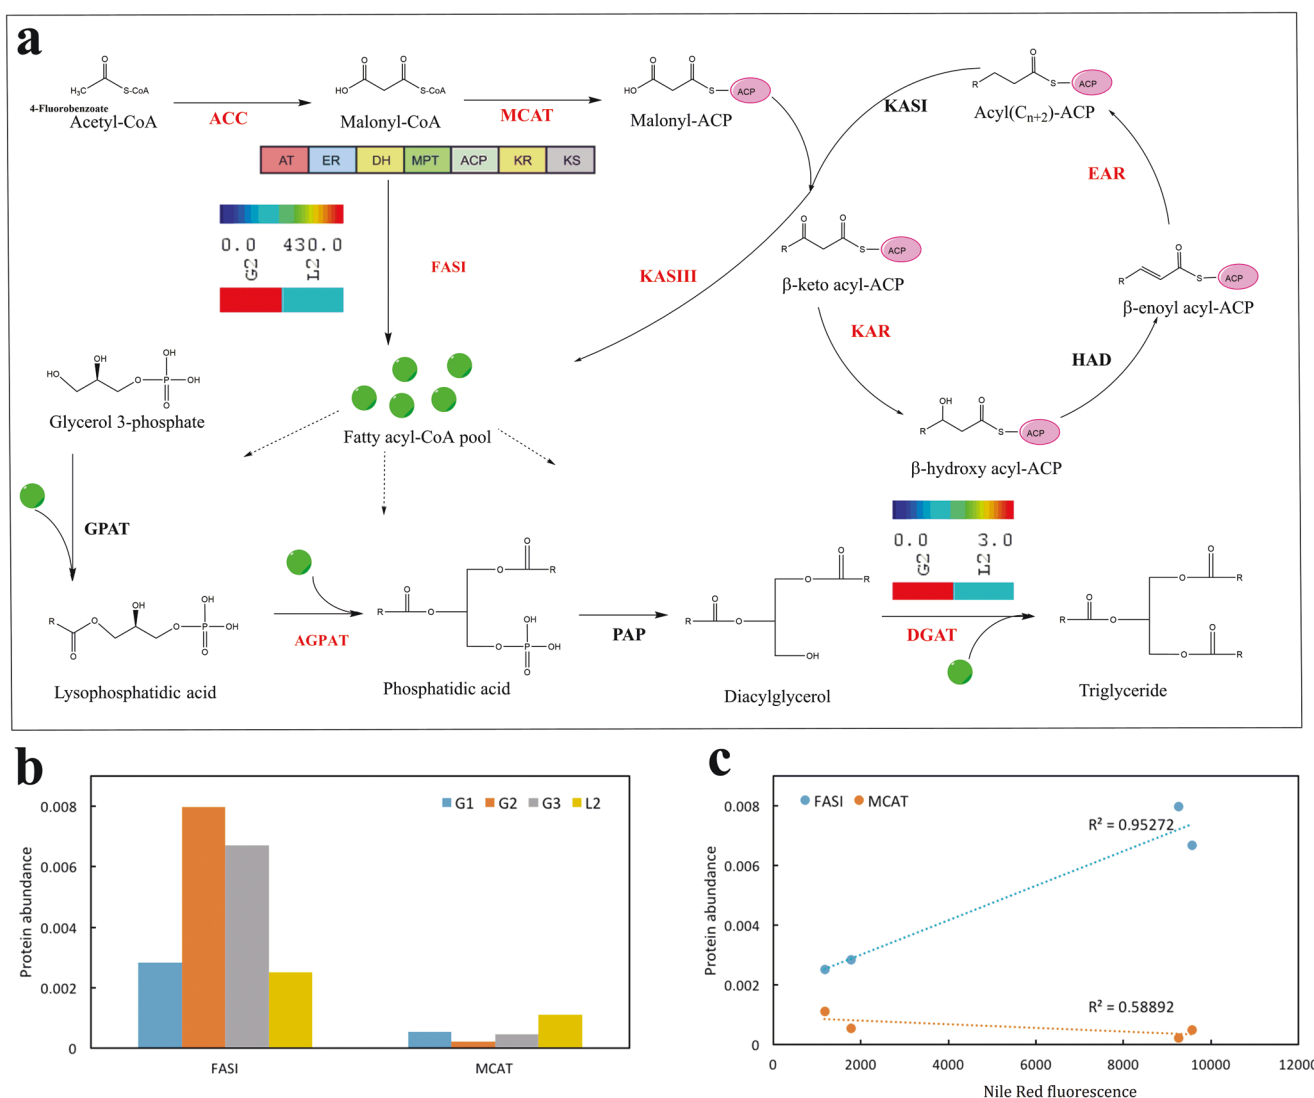 a
O
O O
O O
O
H₃C S-CoA
HO S-CoA
HO S ACP
R S ACP
4-Fluorobenzoate
Acetyl-CoA
ACC
Malonyl-CoA
MCAT
Malonyl-ACP
KASI
Acyl(Cn+2)-ACP
AT ER DH MPT ACP KR KS
EAR
0.0 430.0
G2 L2
FASI
KASIII
O O
R S ACP
β-keto acyl-ACP
O
R S ACP
β-enoyl acyl-ACP
KAR
HAD
OH OH
HO O P OH
O
Glycerol 3-phosphate
Fatty acyl-CoA pool
OH O
R S ACP
β-hydroxy acyl-ACP
GPAT
0.0 3.0
G2 L2
R O OH O P OH
O OH O
Lysophosphatidic acid
AGPAT
O
O R
O
R O
OH
O P OH
O
Phosphatidic acid
PAP
O
O R
O
R O
OH
Diacylglycerol
DGAT
O
O R
O
R O
O
O R
Triglyceride
b
Protein abundance
0.008
0.006
0.004
0.002
0
G1 G2 G3 L2
FASI MCAT
c
Protein abundance
0.008
0.006
0.004
0.002
0
FASI MCAT
R² = 0.95272
R² = 0.58892
0 2000 4000 6000 8000 10000 12000
Nile Red fluorescence